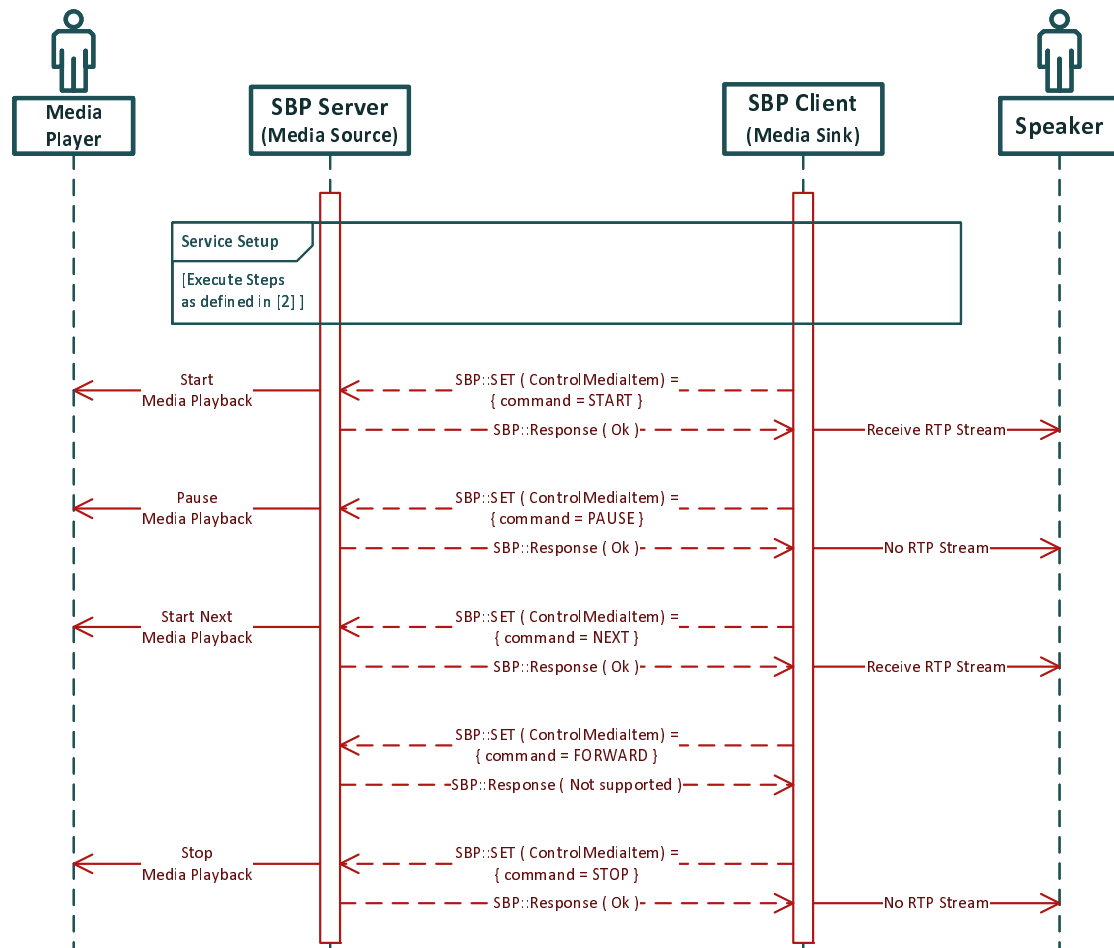 Media
Player
SBP Server
(Media Source)
SBP Client
(Media Sink)
Speaker
Service Setup
[Execute Steps
as defined in [2] ]
Start
Media Playback
SBP::SET ( ControlMediaItem) =
{ command = START }
SBP::Response ( Ok )
Receive RTP Stream
Pause
Media Playback
SBP::SET ( ControlMediaItem) =
{ command = PAUSE }
SBP::Response ( Ok )
No RTP Stream
Start Next
Media Playback
SBP::SET ( ControlMediaItem) =
{ command = NEXT }
SBP::Response ( Ok )
Receive RTP Stream
SBP::SET ( ControlMediaItem) =
{ command = FORWARD }
SBP::Response ( Not supported )
Stop
Media Playback
SBP::SET ( ControlMediaItem) =
{ command = STOP }
SBP::Response ( Ok )
No RTP Stream